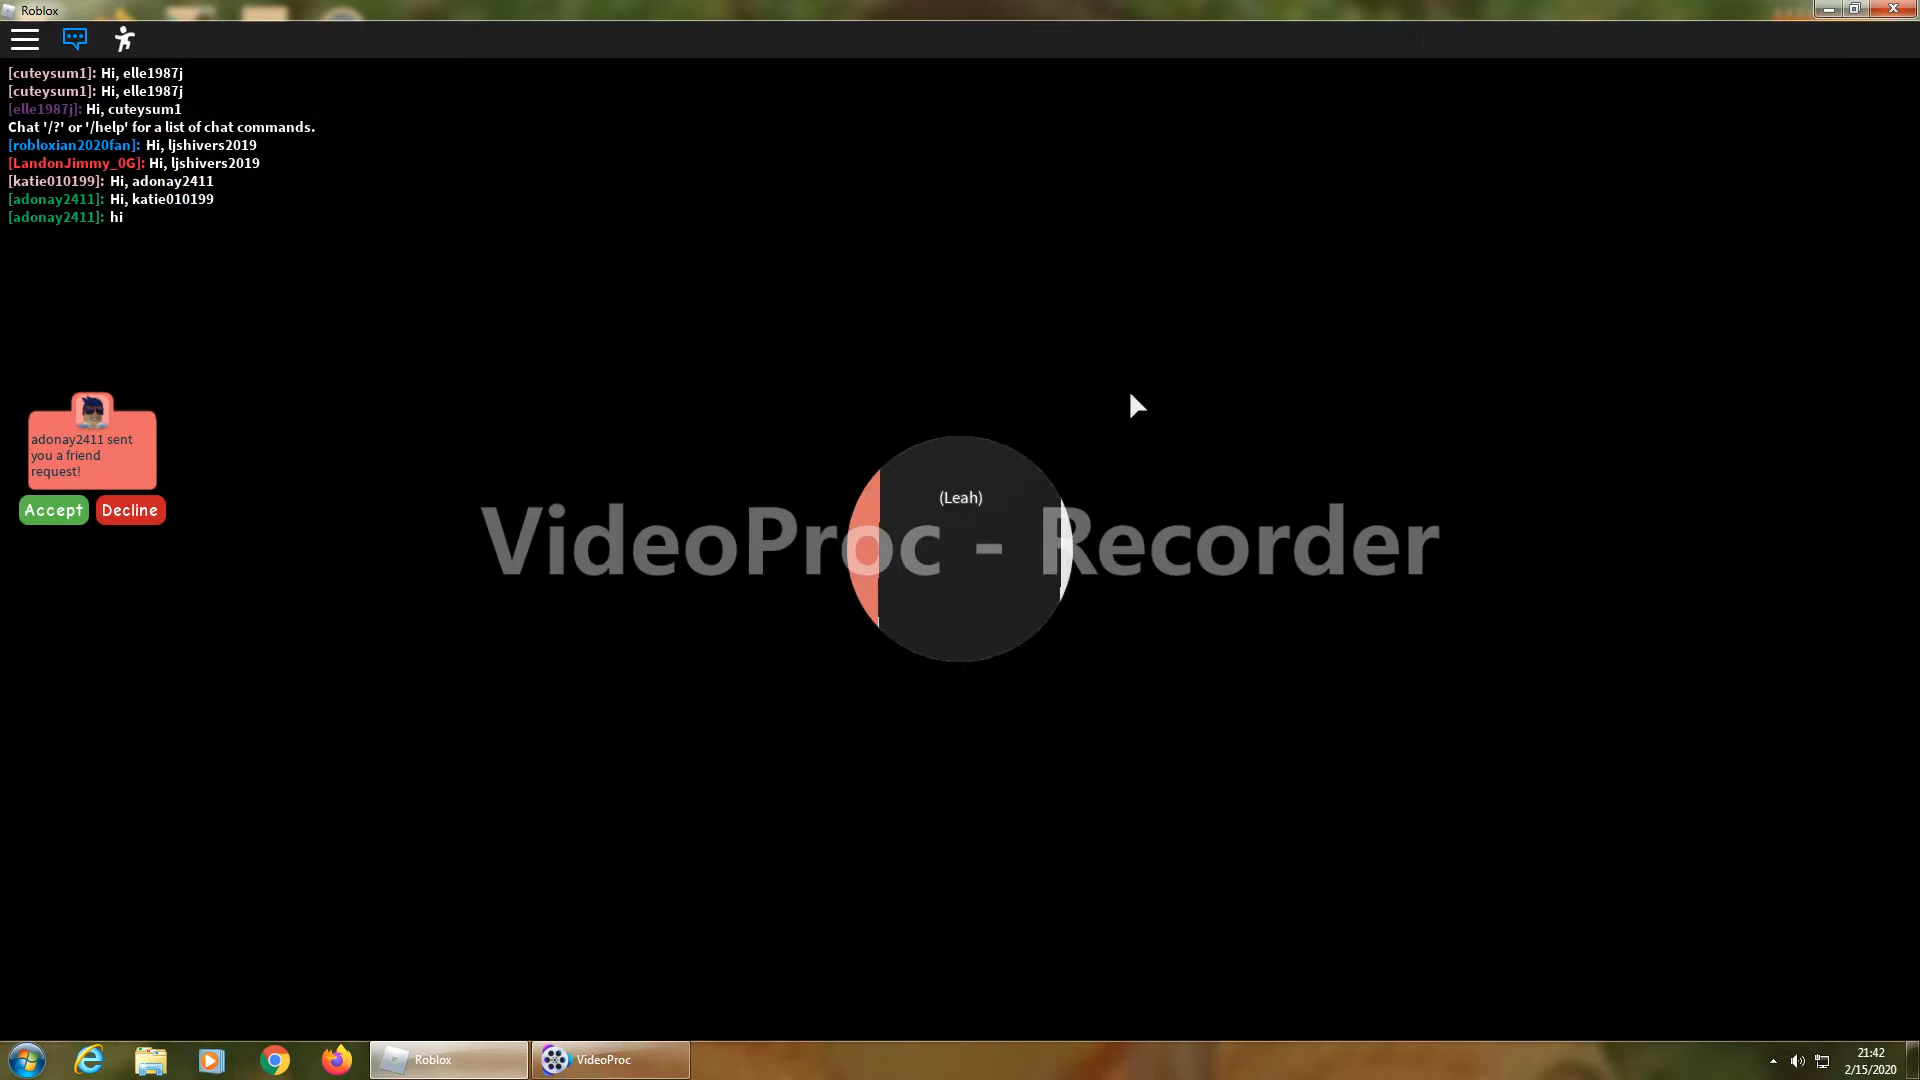 Roblox
[cuteysum1]: Hi, elle1987j
[cuteysum1]: Hi, elle1987j
[elle1987j]: Hi, cuteysum1
Chat '/?' or '/help' for a list of chat commands.
[robloxian2020fan]: Hi, ljshivers2019
[LandonJimmy_0G]: Hi, ljshivers2019
[katie010199]: Hi, adonay2411
[adonay2411]: Hi, katie010199
[adonay2411]: hi
adonay2411 sent
you a friend
request!
Accept Decline
(Leah)
VideoProc - Recorder
Roblox
VideoProc
21:42
2/15/2020